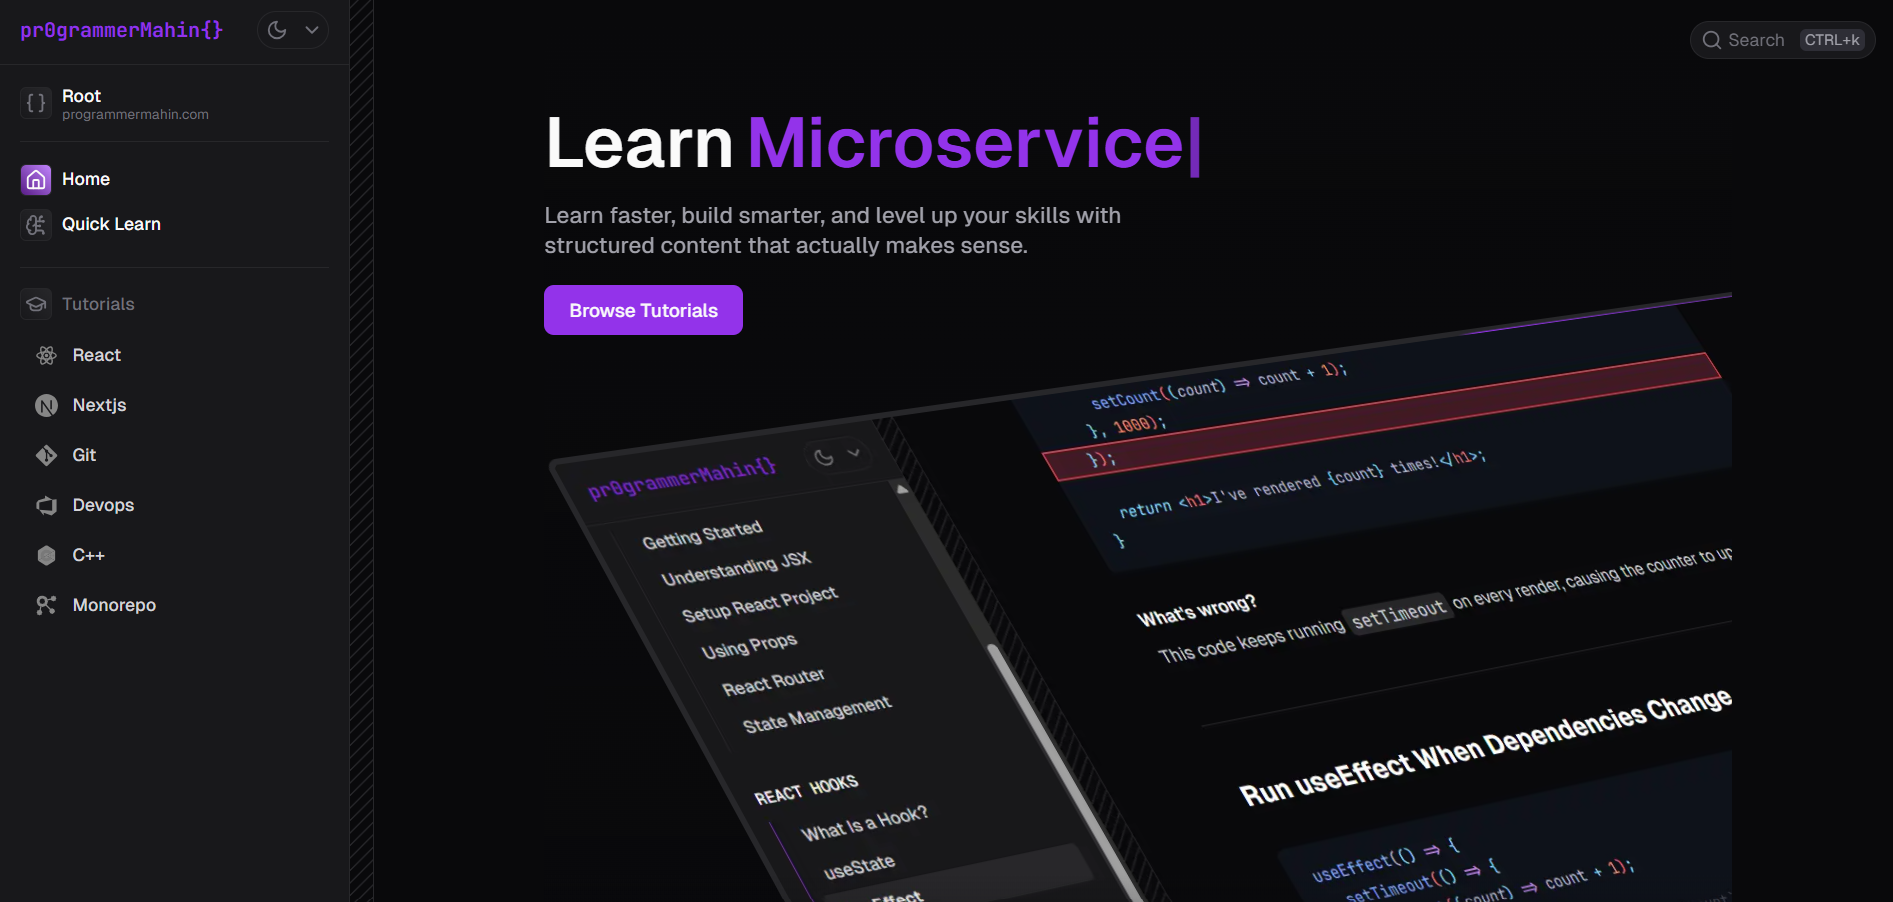 pr0grammerMahin{}
Root
programmermahin.com
Home
Quick Learn
Tutorials
React
Nextjs
Git
Devops
C++
Monorepo
Search CTRL+k
Learn Microservice|
Learn faster, build smarter, and level up your skills with
structured content that actually makes sense.
Browse Tutorials
pr0grammerMahin{}
Getting Started
Understanding JSX
Setup React Project
Using Props
React Router
State Management
REACT HOOKS
What Is a Hook?
useState
setCount((count) => count + 1);
}, 1000);
});
return <h1>I've rendered {count} times!</h1>;
}
What's wrong?
This code keeps running setTimeout on every render, causing the counter to up
Run useEffect When Dependencies Change
useEffect(() => {
setTimeout(() => {
count) => count + 1);